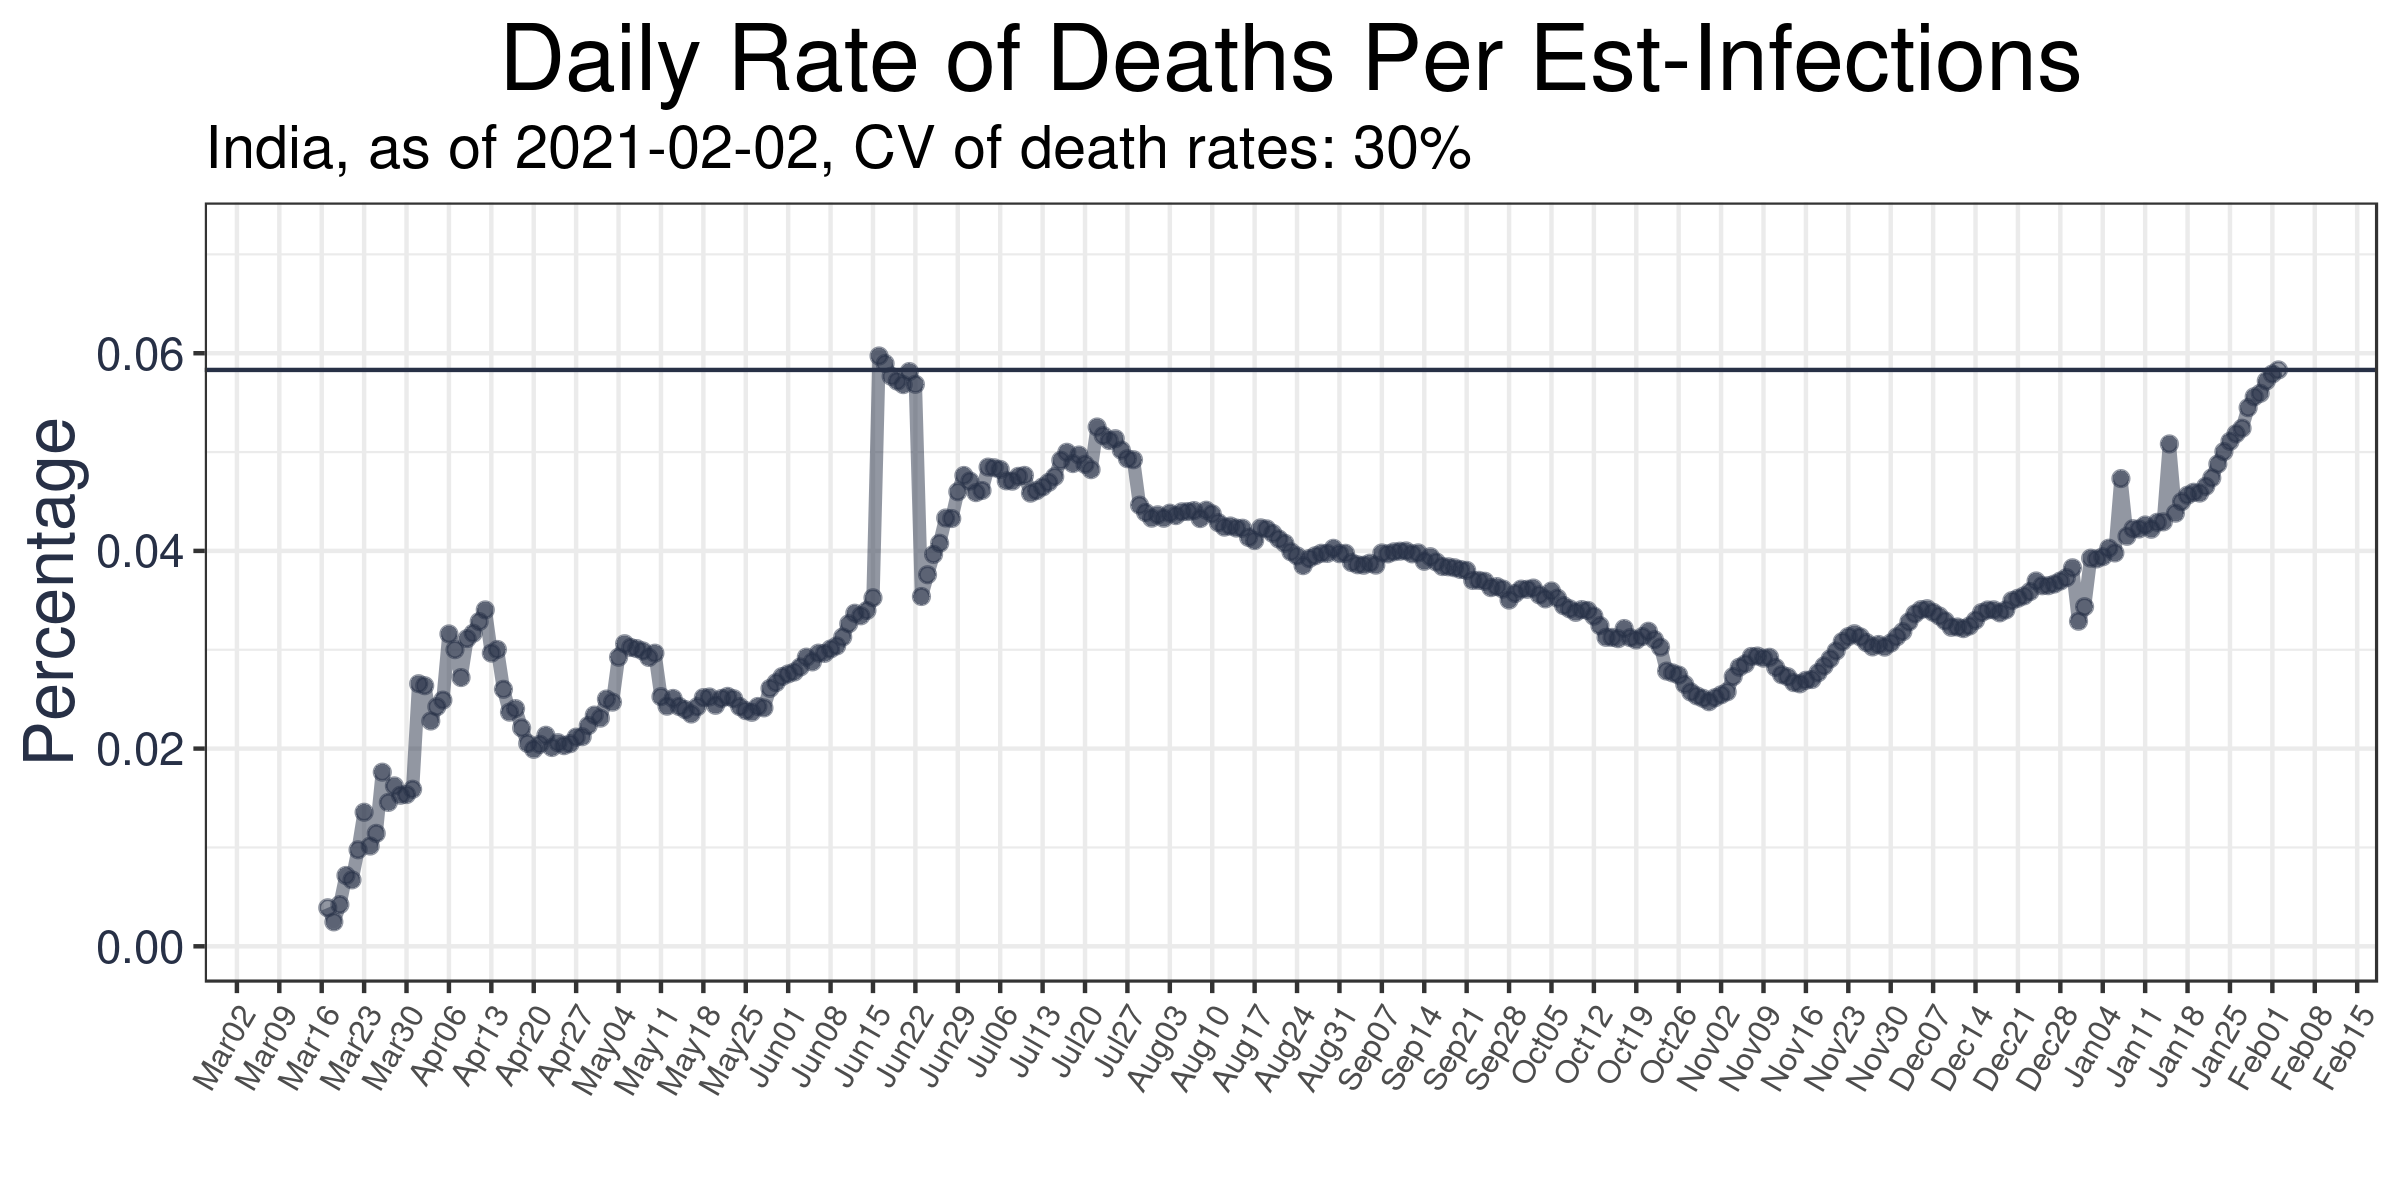 Daily Rate of Deaths Per Est-Infections
India, as of 2021-02-02, CV of death rates: 30%
Percentage
0.06
0.04
0.02
0.00
Mar02
Mar09
Mar16
Mar23
Mar30
Apr06
Apr13
Apr20
Apr27
May04
May11
May18
May25
Jun01
Jun08
Jun15
Jun22
Jun29
Jul06
Jul13
Jul20
Jul27
Aug03
Aug10
Aug17
Aug24
Aug31
Sep07
Sep14
Sep21
Sep28
Oct05
Oct12
Oct19
Oct26
Nov02
Nov09
Nov16
Nov23
Nov30
Dec07
Dec14
Dec21
Dec28
Jan04
Jan11
Jan18
Jan25
Feb01
Feb08
Feb15